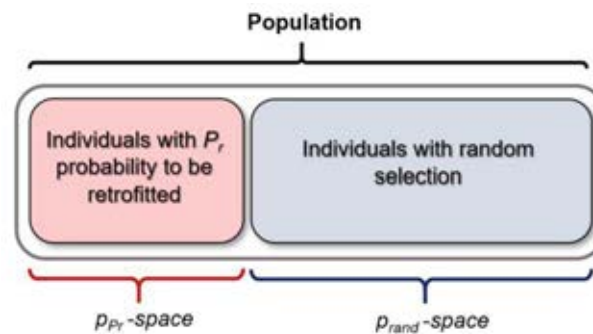 Population
Individuals with Pr
probability to be
retrofitted
Individuals with random
selection
pPr-space
prand-space